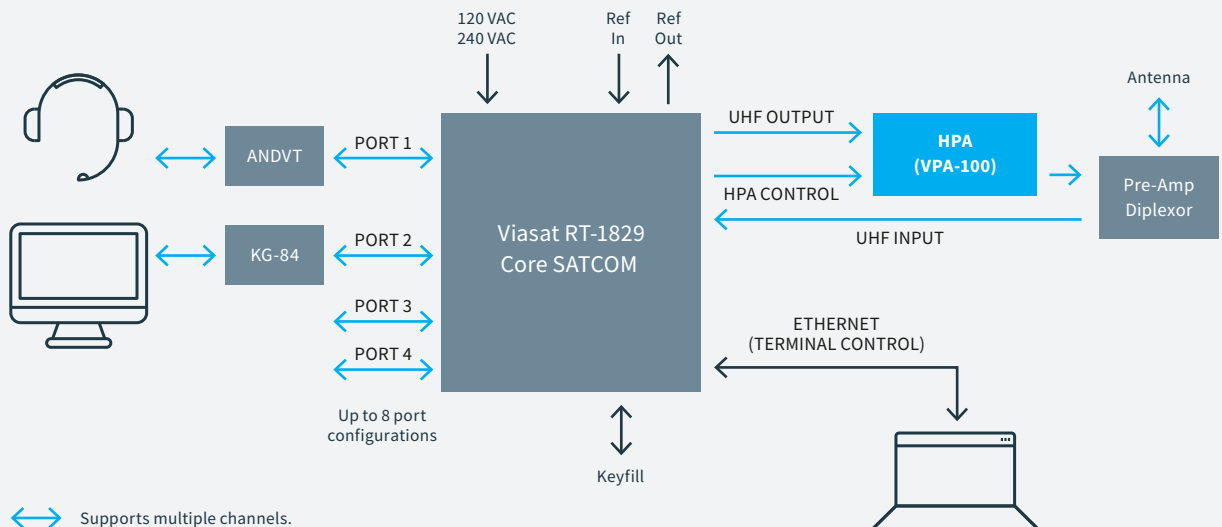 120 VAC
240 VAC
Ref
In
Ref
Out
Antenna
ANDVT
PORT 1
UHF OUTPUT
HPA
(VPA-100)
HPA CONTROL
Pre-Amp
Diplexor
KG-84
PORT 2
Viasat RT-1829
Core SATCOM
UHF INPUT
PORT 3
PORT 4
ETHERNET
(TERMINAL CONTROL)
Up to 8 port
configurations
Keyfill
Supports multiple channels.